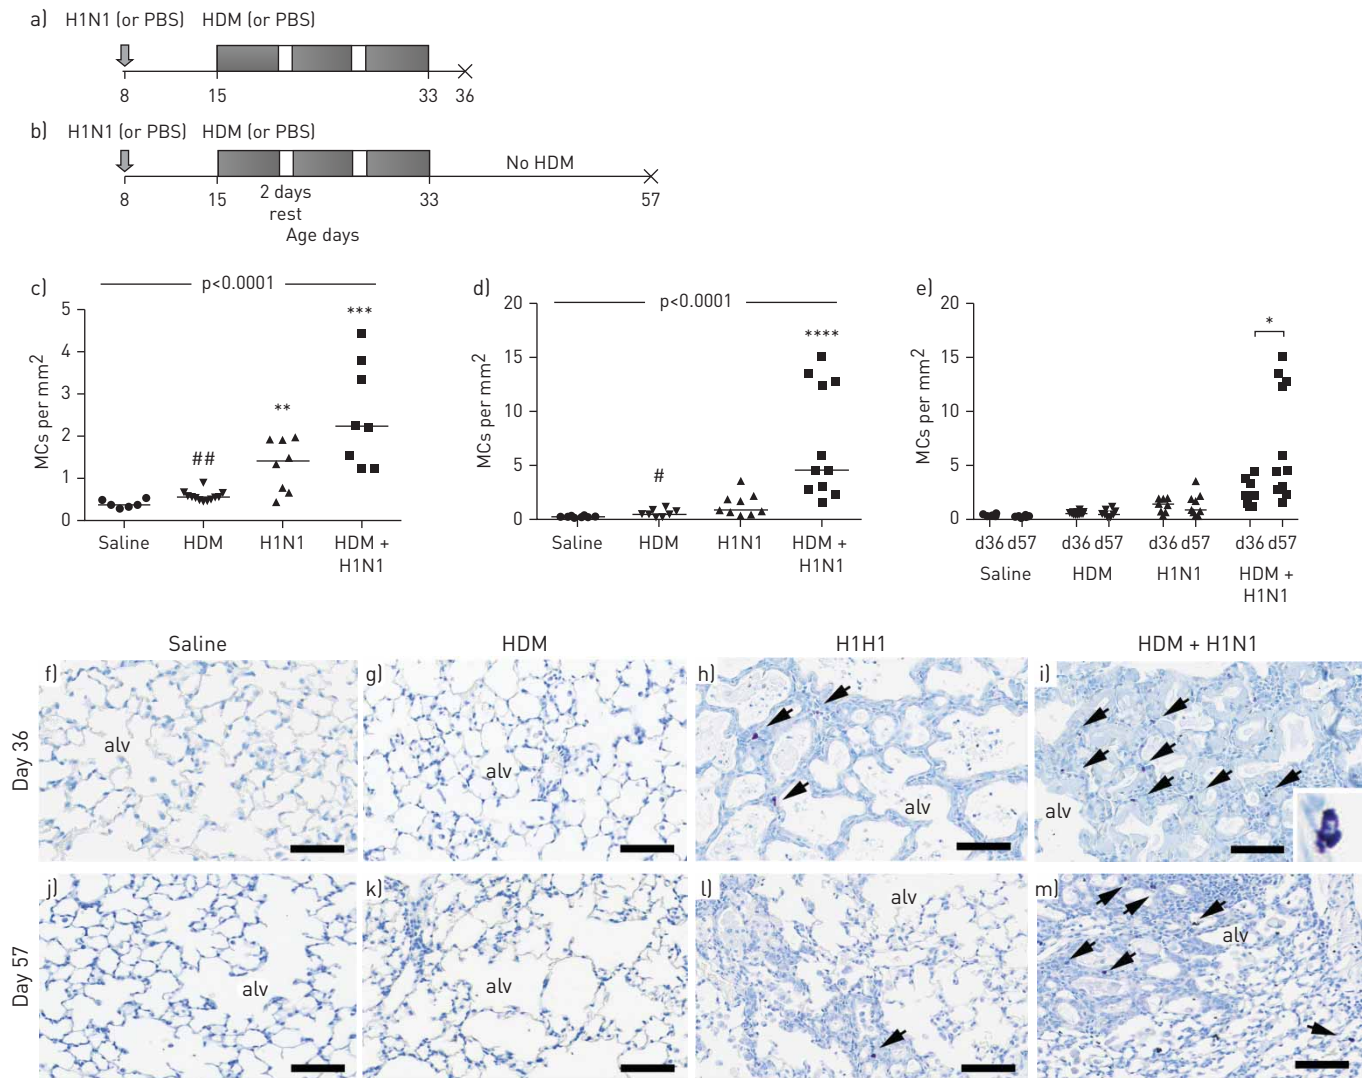 a) H1N1 (or PBS) HDM (or PBS)
8 15 33 36
b) H1N1 (or PBS) HDM (or PBS)
No HDM
8 15 2 days 33 57
rest
Age days
c) p<0.0001
MCs per mm²
5
4
3
2
1
0
##
**
***
Saline HDM H1N1 HDM +
H1N1
d) p<0.0001
MCs per mm²
20
15
10
5
0
#
****
Saline HDM H1N1 HDM +
H1N1
e)
MCs per mm²
20
15
10
5
0
*
d36 d57 d36 d57 d36 d57 d36 d57
Saline HDM H1N1 HDM +
H1N1
Saline HDM H1H1 HDM + H1N1
Day 36
f) alv
g) alv
h) alv
i) alv
Day 57
j) alv
k) alv
l) alv
m) alv